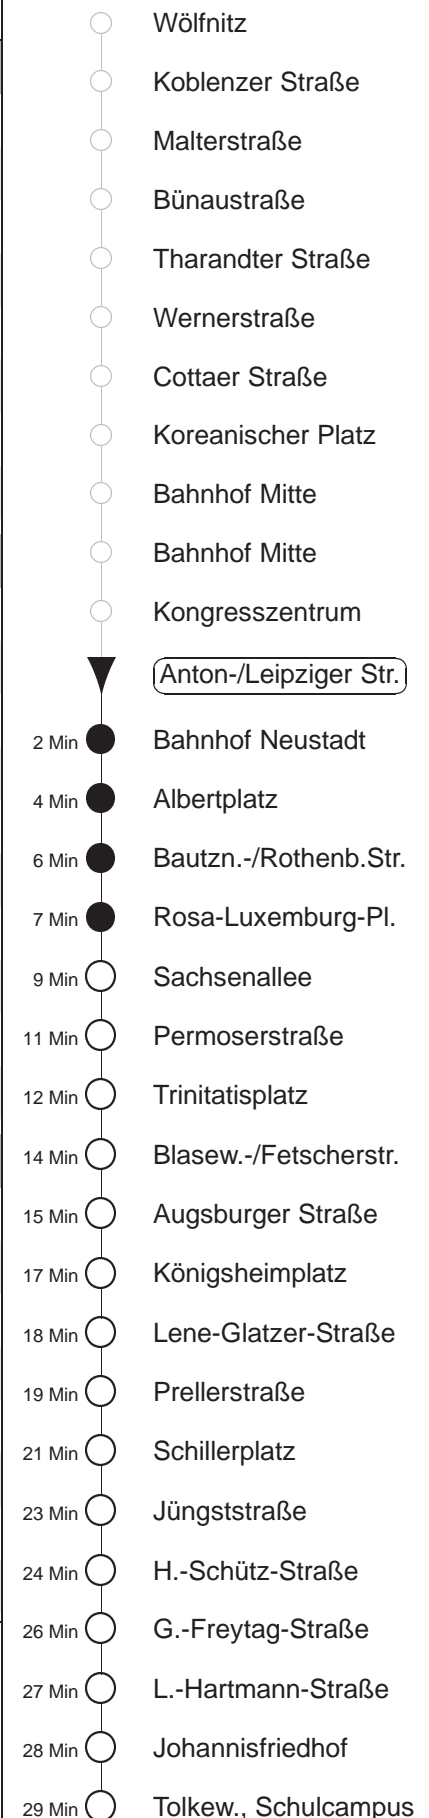 Wölfnitz
Koblenzer Straße
Malterstraße
Bünaustraße
Tharandter Straße
Wernerstraße
Cottaer Straße
Koreanischer Platz
Bahnhof Mitte
Bahnhof Mitte
Kongresszentrum
Anton-/Leipziger Str.
2 Min Bahnhof Neustadt
4 Min Albertplatz
6 Min Bautzn.-/Rothenb.Str.
7 Min Rosa-Luxemburg-Pl.
9 Min Sachsenallee
11 Min Permoserstraße
12 Min Trinitatisplatz
14 Min Blasew.-/Fetscherstr.
15 Min Augsburger Straße
17 Min Königsheimplatz
18 Min Lene-Glatzer-Straße
19 Min Prellerstraße
21 Min Schillerplatz
23 Min Jüngststraße
24 Min H.-Schütz-Straße
26 Min G.-Freytag-Straße
27 Min L.-Hartmann-Straße
28 Min Johannisfriedhof
29 Min Tolkew., Schulcampus